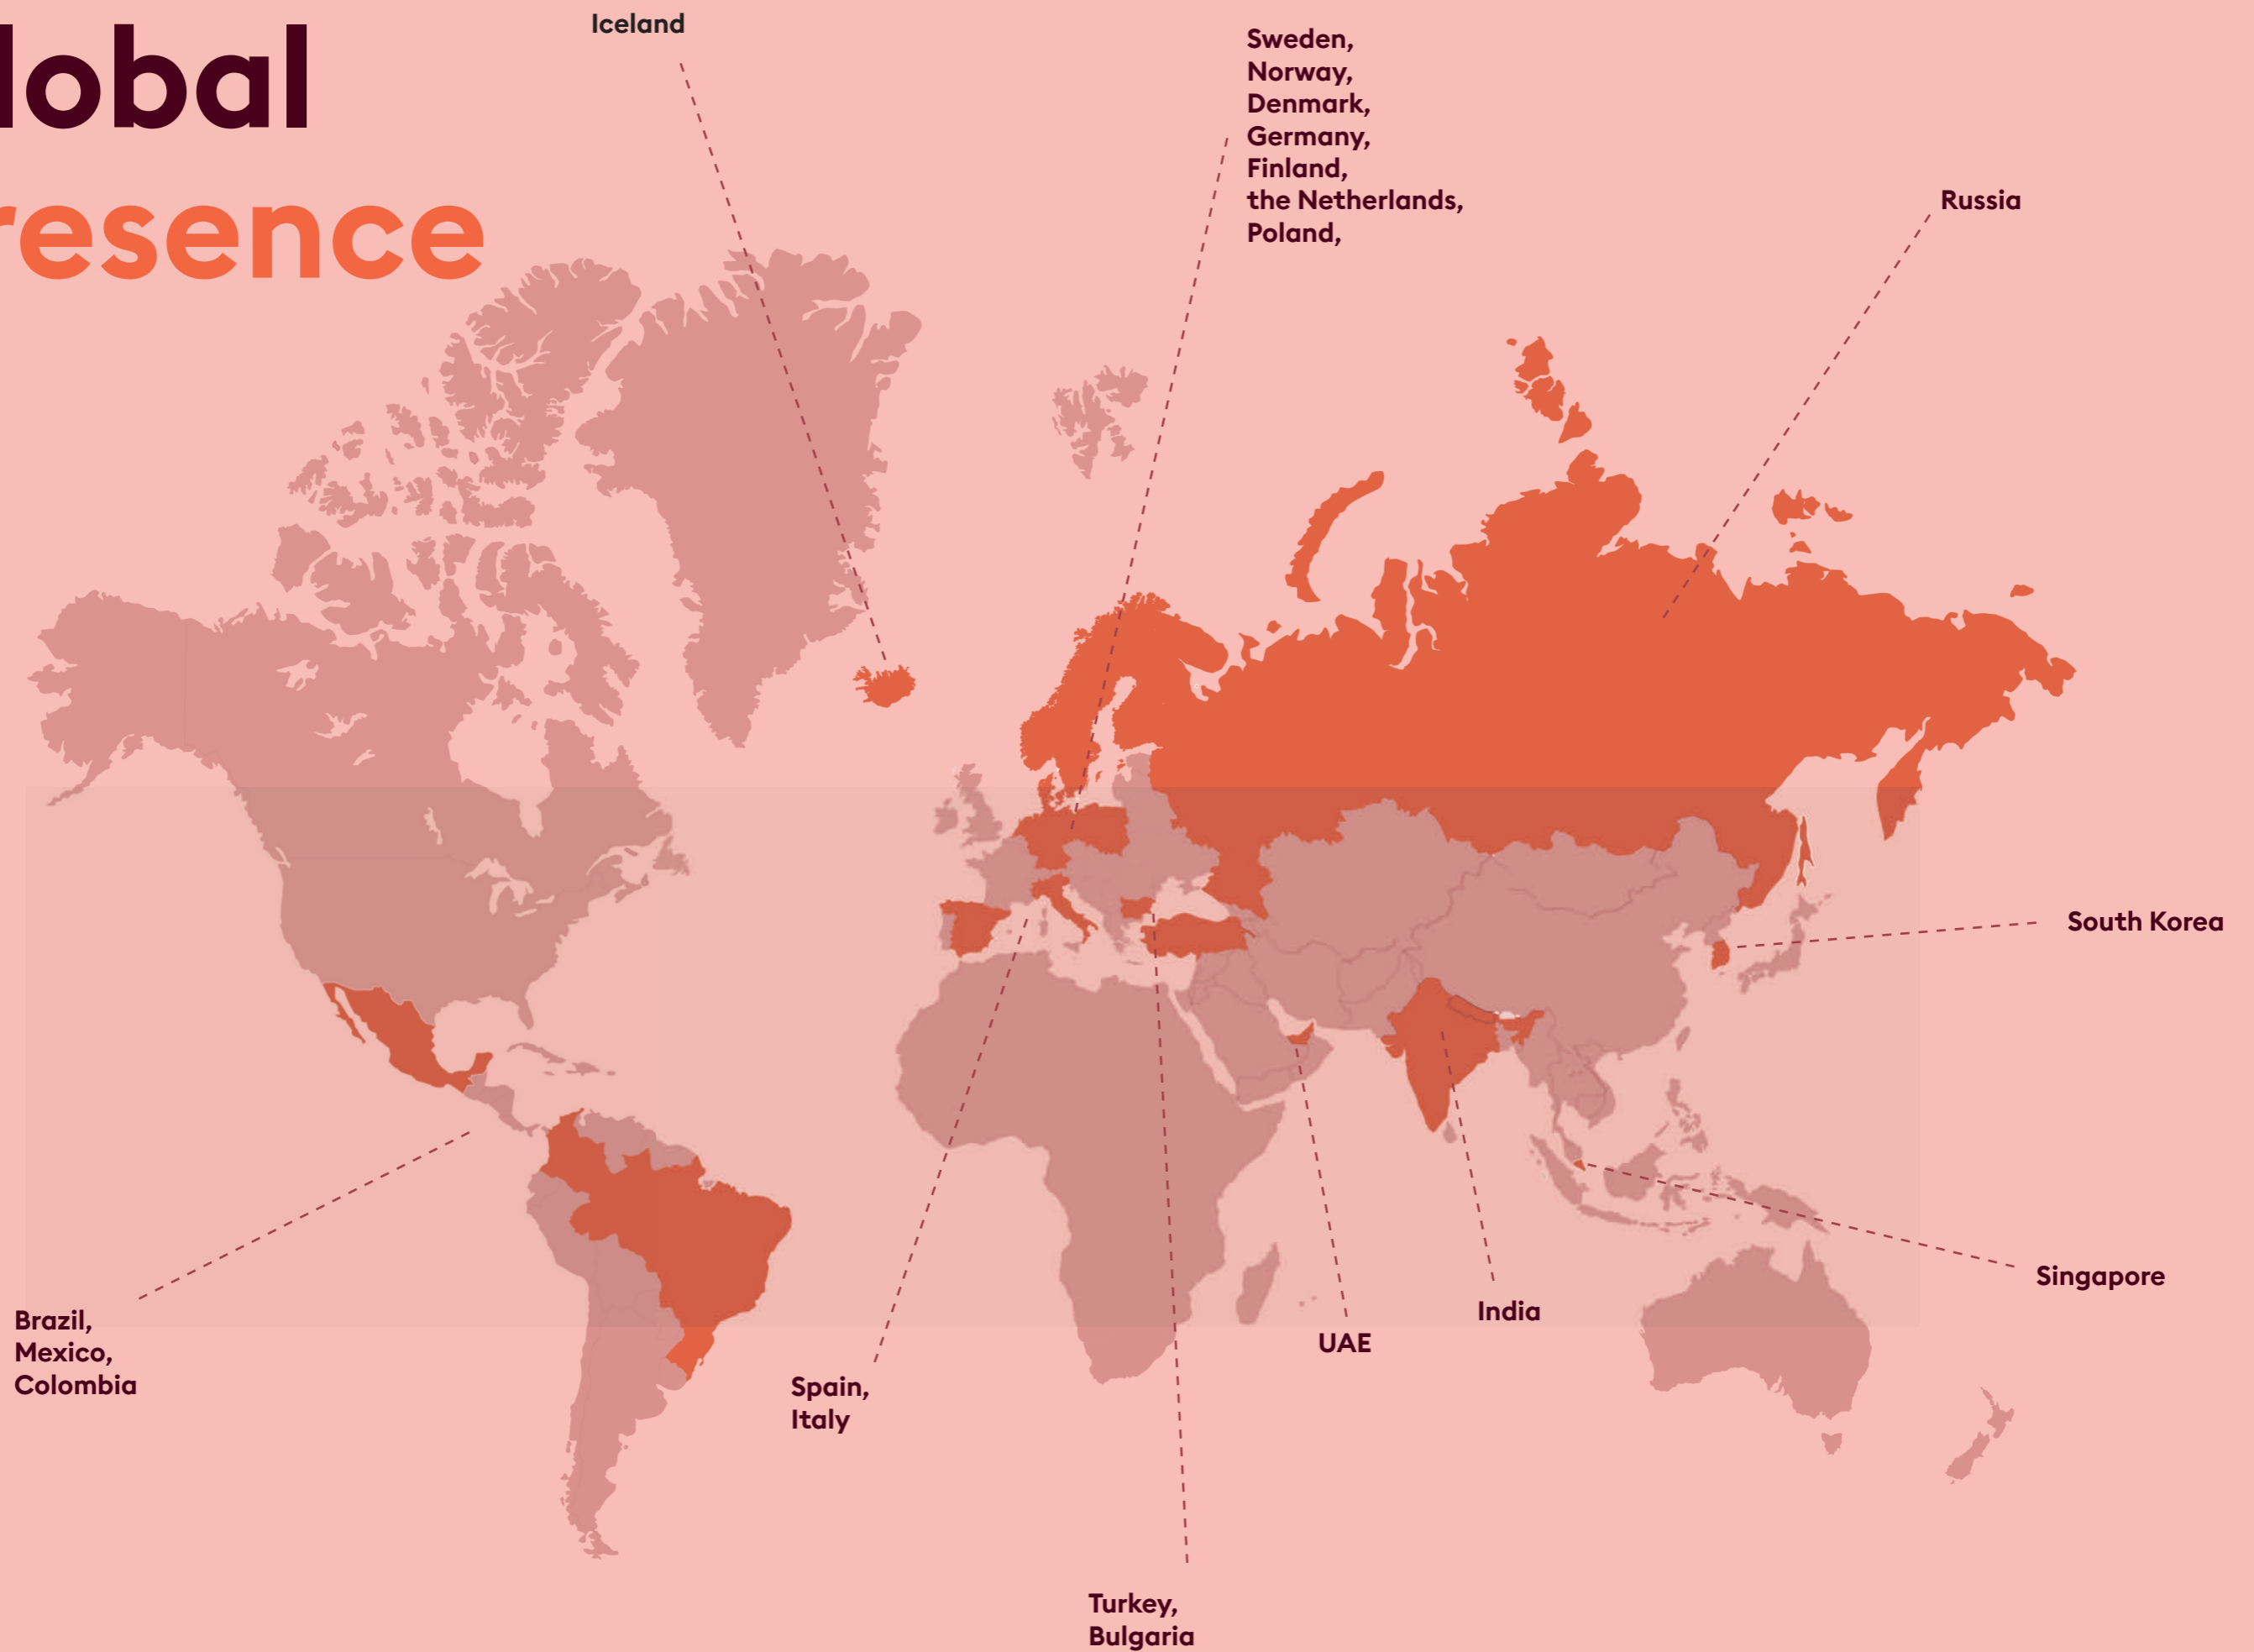 lobal
resence
Iceland
Sweden,
Norway,
Denmark,
Germany,
Finland,
the Netherlands,
Poland,
Russia
South Korea
Singapore
India
UAE
Brazil,
Mexico,
Colombia
Spain,
Italy
Turkey,
Bulgaria